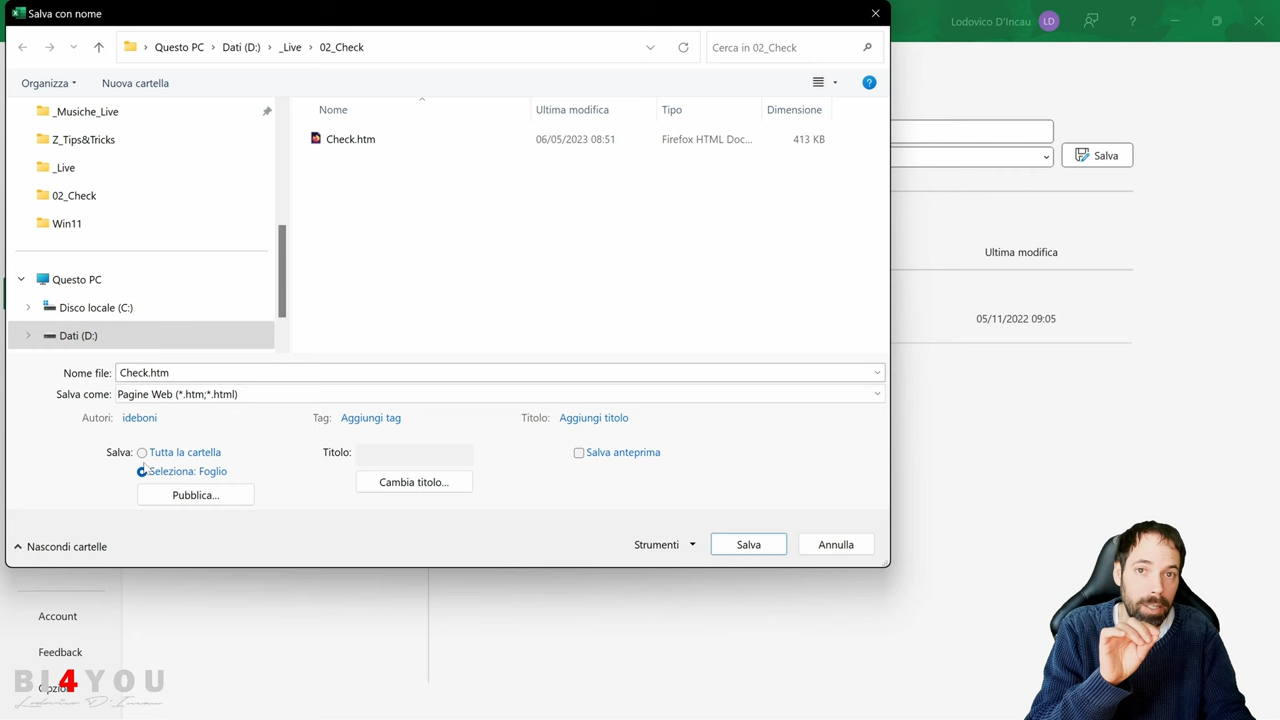 Salva con nome
Lodovico D'Incau LD ?
Questo PC Dati (D:) _Live 02_Check
Cerca in 02_Check
Organizza Nuova cartella ?
_Musiche_Live
Z_Tips&Tricks
_Live
02_Check
Win11
Questo PC
Disco locale (C:)
Dati (D:)
Nome Ultima modifica Tipo Dimensione
Check.htm 06/05/2023 08:51 Firefox HTML Doc... 413 KB
Salva
Ultima modifica
05/11/2022 09:05
Nome file: Check.htm
Salva come: Pagine Web (*.htm;*.html)
Autori: ideboni Tag: Aggiungi tag Titolo: Aggiungi titolo
Salva: Tutta la cartella Titolo: Salva anteprima
Seleziona: Foglio
Pubblica... Cambia titolo...
Nascondi cartelle Strumenti Salva Annulla
Account
Feedback
BI4YOU
Lodovico D'Incau